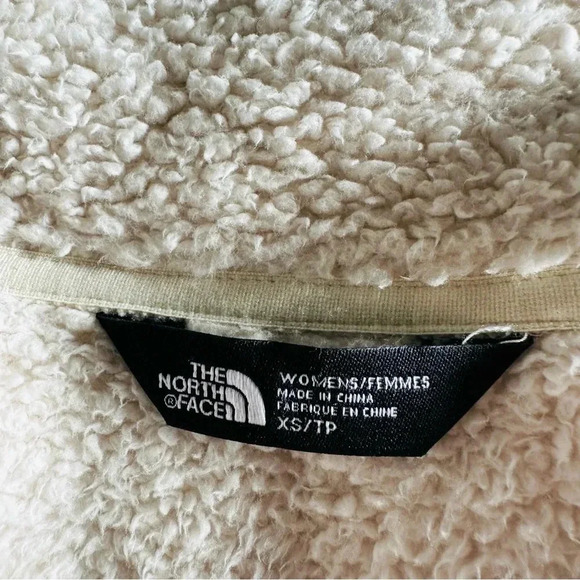 THE
NORTH
FACE®
WOMENS/FEMMES
MADE IN CHINA
FABRIQUE EN CHINE
XS/TP